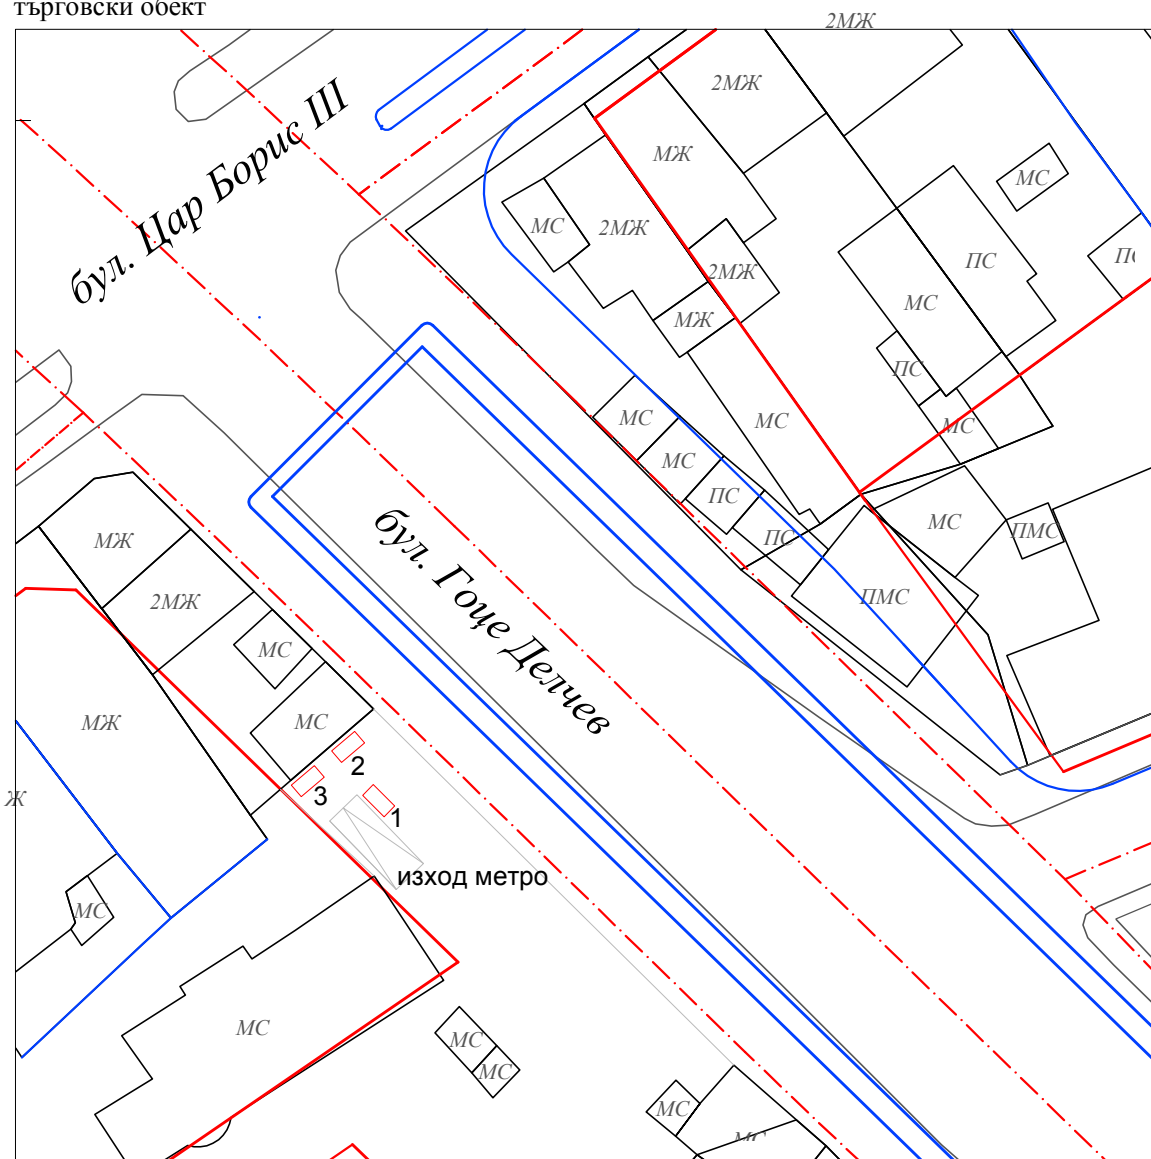 търговски обект
2МЖ
2МЖ
МЖ
МС
бул. Цар Борис III
МС
2МЖ
ПС
2МЖ
МС
МЖ
ПС
МС
МС
МС
МС
ПС
МС
ПМС
ПС
бул. Гоце Делчев
МЖ
2МЖ
ПМС
МС
МС
МЖ
2
3
1
Ж
изход метро
МС
МС
МС
МС
МС